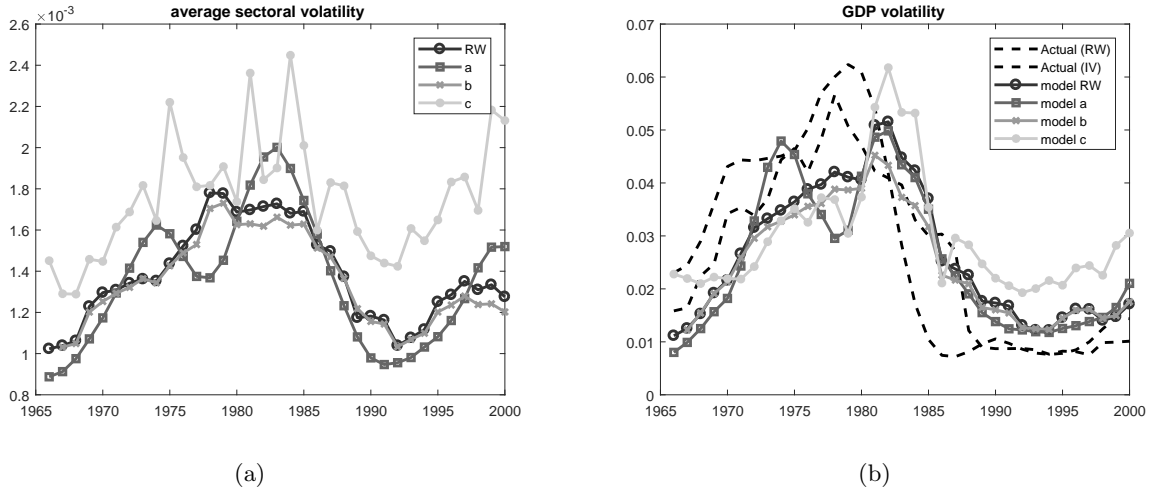 average sectoral volatility
×10⁻³
2.6
2.4
2.2
2
1.8
1.6
1.4
1.2
1
0.8
1965 1970 1975 1980 1985 1990 1995 2000
RW
a
b
c
(a)
GDP volatility
0.07
0.06
0.05
0.04
0.03
0.02
0.01
0
1965 1970 1975 1980 1985 1990 1995 2000
Actual (RW)
Actual (IV)
model RW
model a
model b
model c
(b)